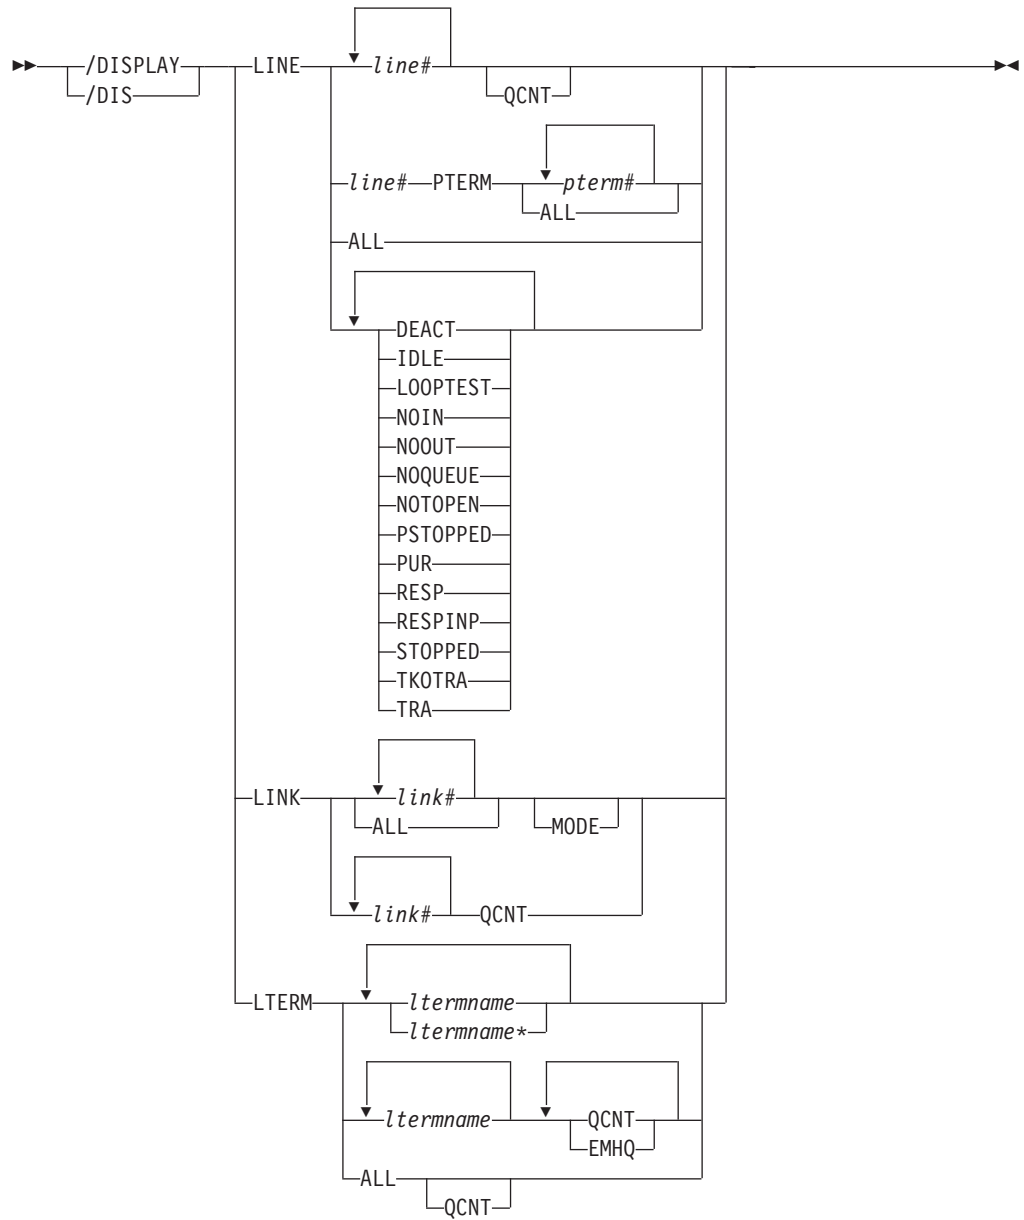 /DISPLAY LINE line#
/DIS QCNT
line# PTERM pterm#
ALL
ALL
DEACT
IDLE
LOOPTEST
NOIN
NOOUT
NOQUEUE
NOTOPEN
PSTOPPED
PUR
RESP
RESPINP
STOPPED
TKOTRA
TRA
LINK link#
ALL MODE
link# QCNT
LTERM ltermname
ltermname*
ltermname QCNT
EMHQ
ALL
QCNT